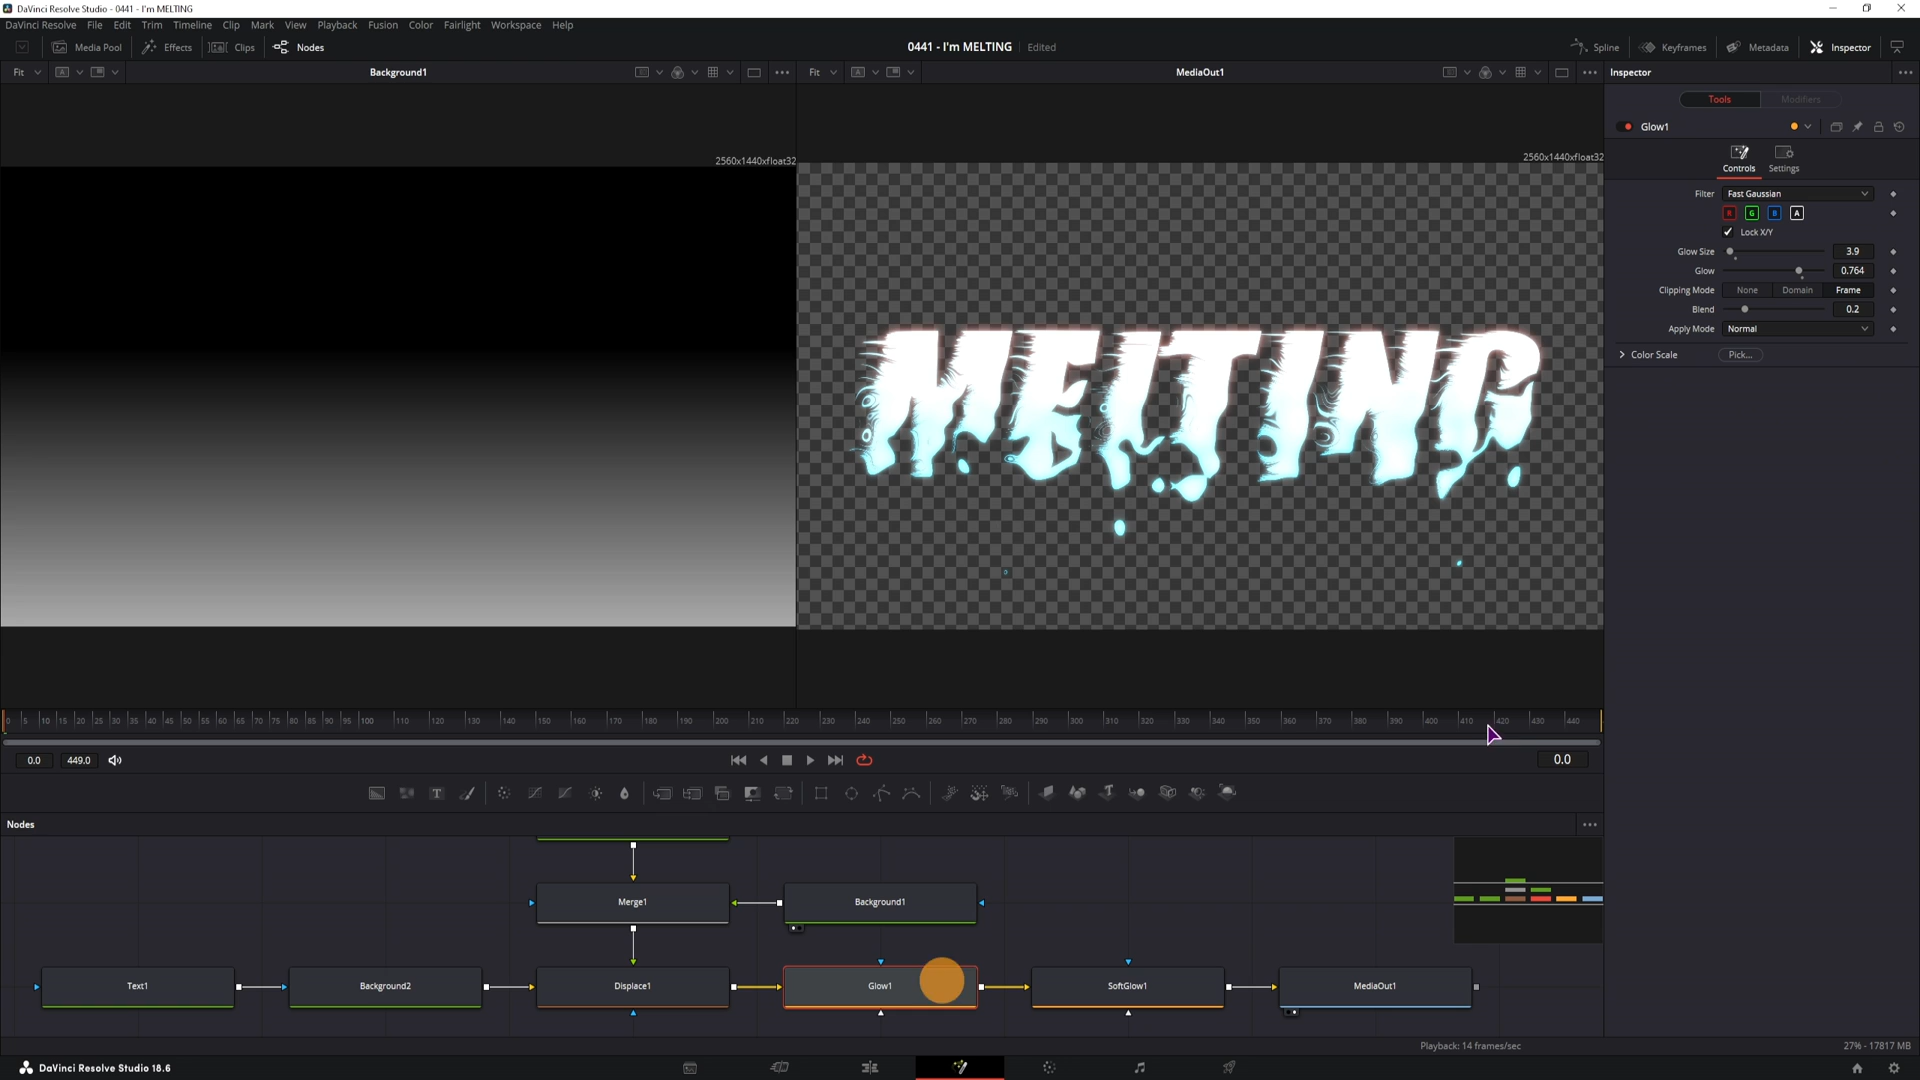 DaVinci Resolve Studio - 0441 - I'm MELTING
DaVinci Resolve File Edit Trim Timeline Clip Mark View Playback Fusion Color Fairlight Workspace Help
Media Pool Effects Clips Nodes 0441 - I'm MELTING Edited Spline Keyframes Metadata Inspector
Fit Background1 Fit MediaOut1 Inspector
Tools Modifiers
Glow1
2560x1440xfloat32 2560x1440xfloat32
Controls Settings
Filter Fast Gaussian
R G B A
Lock X/Y
Glow Size 3.9
Glow 0.764
Clipping Mode None Domain Frame
Blend 0.2
Apply Mode Normal
Color Scale Pick...
MELTING
0 5 10 15 20 25 30 35 40 45 50 55 60 65 70 75 80 85 90 95 100 110 120 130 140 150 160 170 180 190 200 210 220 230 240 250 260 270 280 290 300 310 320 330 340 350 360 370 380 390 400 410 420 430 440
0.0 449.0 0.0
Nodes
Merge1 Background1
Text1 Background2 Displace1 Glow1 SoftGlow1 MediaOut1
Playback: 14 frames/sec 27% - 17817 MB
DaVinci Resolve Studio 18.6